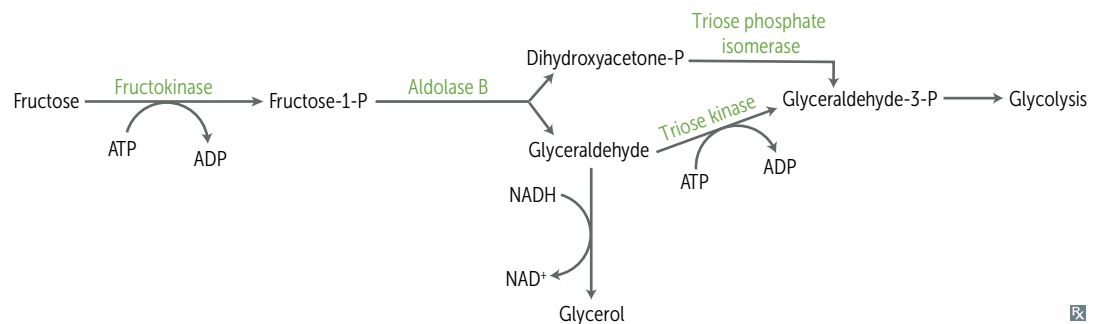 Triose phosphate
isomerase
Dihydroxyacetone-P
Fructokinase
Aldolase B
Fructose
Fructose-1-P
Glyceraldehyde-3-P
Glycolysis
Triose kinase
ATP
ADP
Glyceraldehyde
ATP
ADP
NADH
NAD⁺
Glycerol
Rx